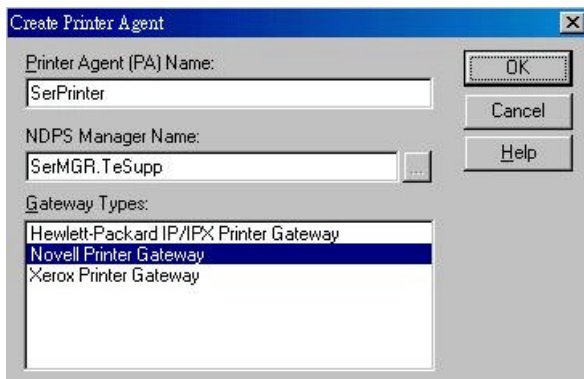 Create Printer Agent
Printer Agent (PA) Name:
SerPrinter
NDPS Manager Name:
SerMGR.TeSupp
...
Gateway Types:
Hewlett-Packard IP/IPX Printer Gateway
Novell Printer Gateway
Xerox Printer Gateway
OK
Cancel
Help